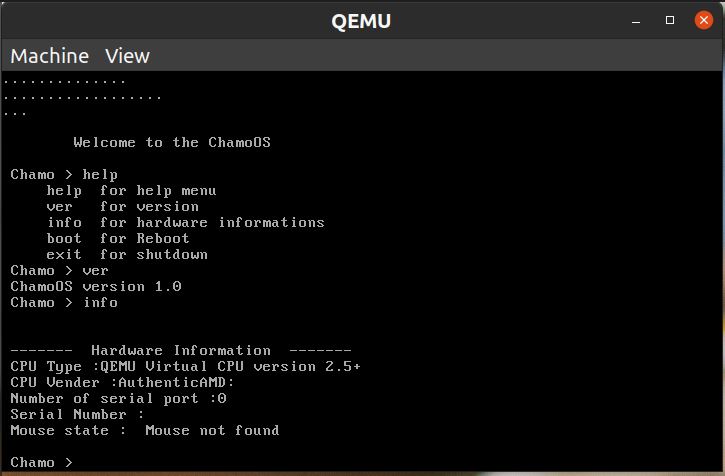 QEMU
Machine View
..............
..................
...
Welcome to the ChamoOS
Chamo > help
help for help menu
ver for version
info for hardware informations
boot for Reboot
exit for shutdown
Chamo > ver
ChamoOS version 1.0
Chamo > info
------- Hardware Information -------
CPU Type :QEMU Virtual CPU version 2.5+
CPU Vender :AuthenticAMD:
Number of serial port :0
Serial Number :
Mouse state : Mouse not found
Chamo >